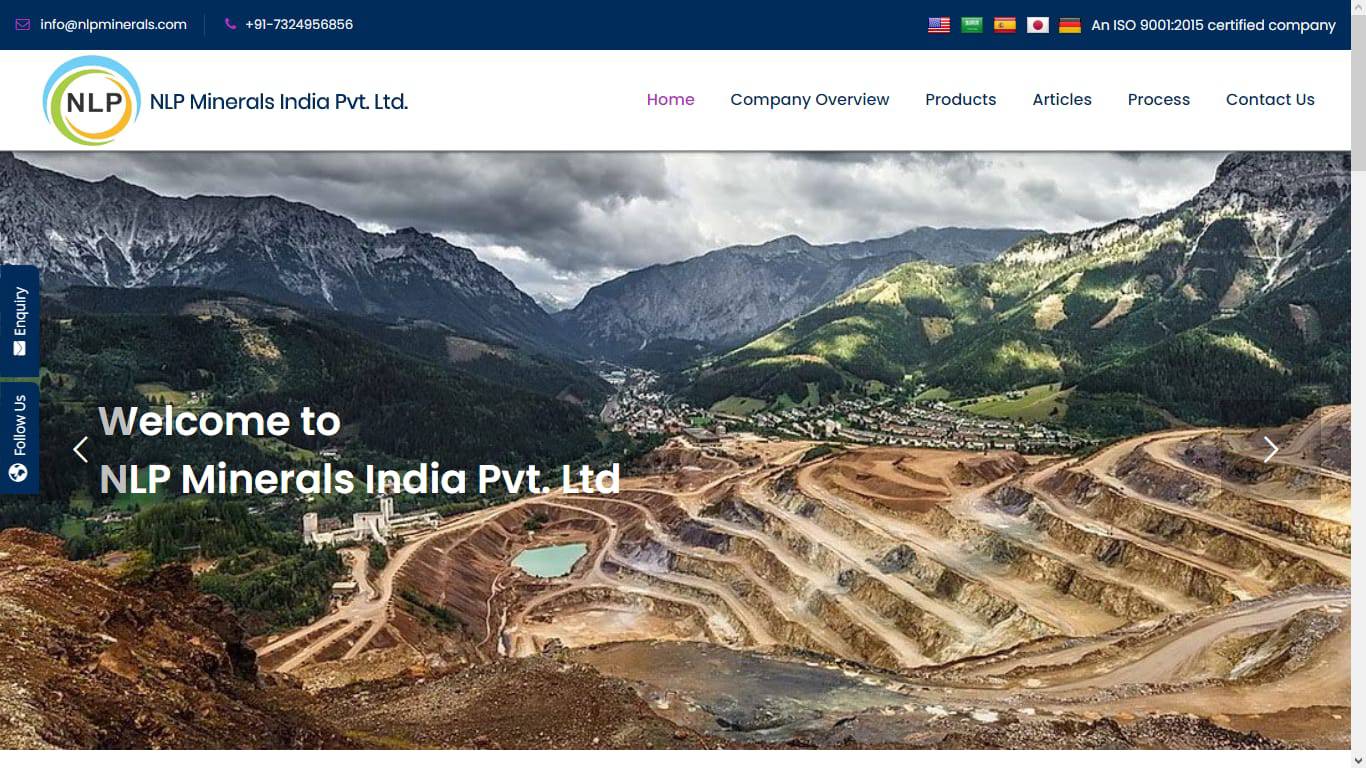 info@nlpminerals.com
+91-7324956856
An ISO 9001:2015 certified company
NLP
NLP Minerals India Pvt. Ltd.
Home
Company Overview
Products
Articles
Process
Contact Us
Enquiry
Follow Us
Welcome to
NLP Minerals India Pvt. Ltd